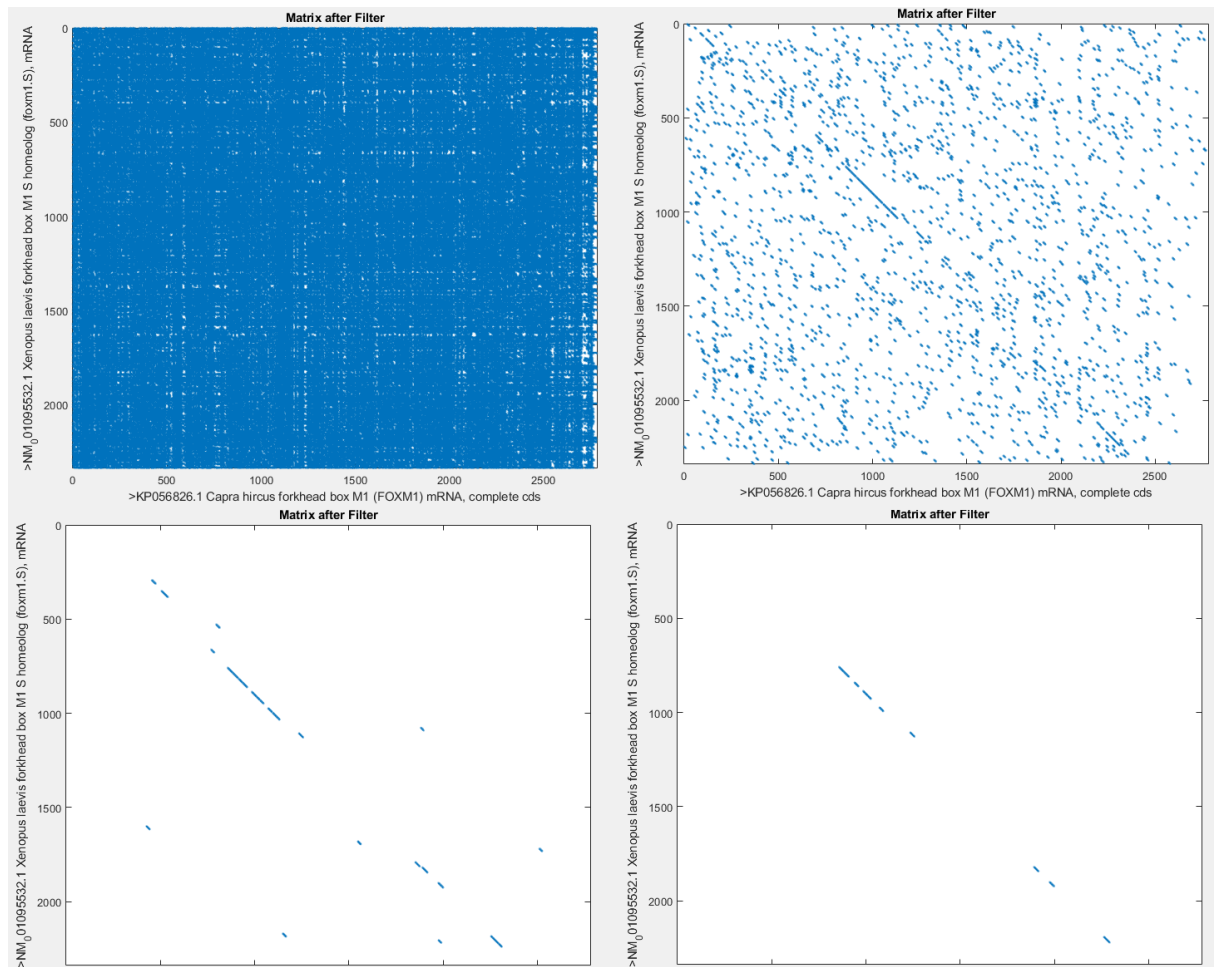 Matrix after Filter
>NM_001095532.1 Xenopus laevis forkhead box M1 S homeolog (foxm1.S), mRNA
0
500
1000
1500
2000
0 500 1000 1500 2000 2500
>KP056826.1 Capra hircus forkhead box M1 (FOXM1) mRNA, complete cds
Matrix after Filter
>NM_001095532.1 Xenopus laevis forkhead box M1 S homeolog (foxm1.S), mRNA
0
500
1000
1500
2000
0 500 1000 1500 2000 2500
>KP056826.1 Capra hircus forkhead box M1 (FOXM1) mRNA, complete cds
Matrix after Filter
>NM_001095532.1 Xenopus laevis forkhead box M1 S homeolog (foxm1.S), mRNA
0
500
1000
1500
2000
Matrix after Filter
>NM_001095532.1 Xenopus laevis forkhead box M1 S homeolog (foxm1.S), mRNA
0
500
1000
1500
2000